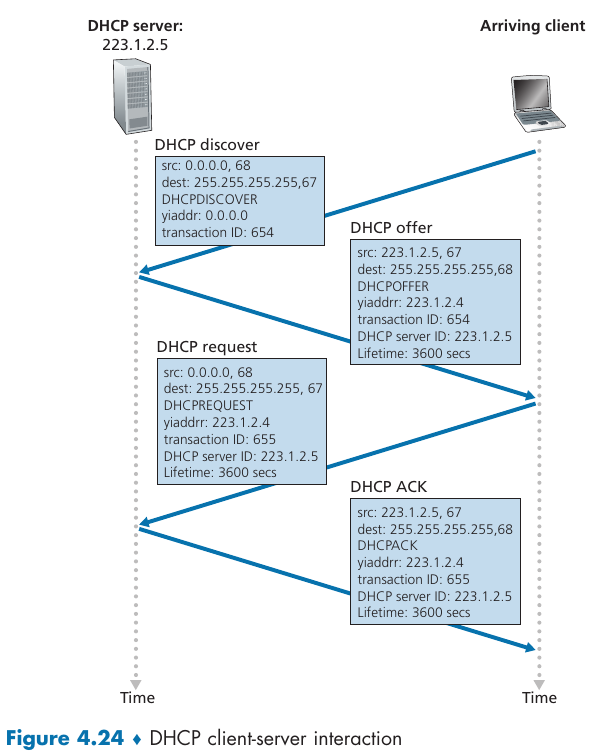 DHCP server:
223.1.2.5
Arriving client
DHCP discover
src: 0.0.0.0, 68
dest: 255.255.255.255,67
DHCPDISCOVER
yiaddr: 0.0.0.0
transaction ID: 654
DHCP offer
src: 223.1.2.5, 67
dest: 255.255.255.255,68
DHCPOFFER
yiaddrr: 223.1.2.4
transaction ID: 654
DHCP server ID: 223.1.2.5
Lifetime: 3600 secs
DHCP request
src: 0.0.0.0, 68
dest: 255.255.255.255, 67
DHCPREQUEST
yiaddrr: 223.1.2.4
transaction ID: 655
DHCP server ID: 223.1.2.5
Lifetime: 3600 secs
DHCP ACK
src: 223.1.2.5, 67
dest: 255.255.255.255,68
DHCPACK
yiaddrr: 223.1.2.4
transaction ID: 655
DHCP server ID: 223.1.2.5
Lifetime: 3600 secs
Time
Time
Figure 4.24 ♦ DHCP client-server interaction